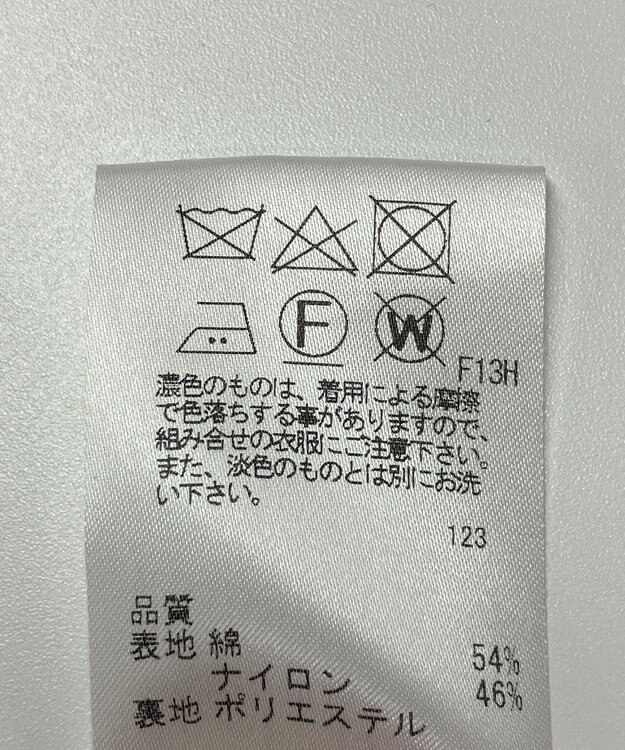 F
W
F13H
濃色のものは、着用による摩擦
で色落ちする事がありますので、
組み合せの衣服にご注意下さい。
また、淡色のものとは別にお洗
い下さい。
123
品質
表地 綿 54%
ナイロン 46%
裏地 ポリエステル